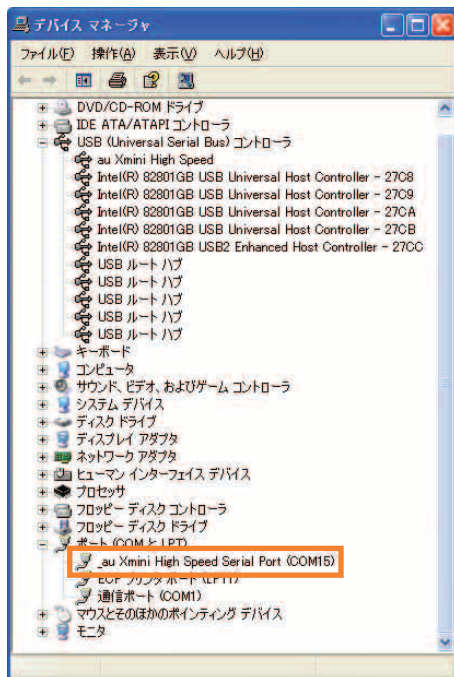 デバイス マネージャ
ファイル(F) 操作(A) 表示(V) ヘルプ(H)
DVD/CD-ROM ドライブ
IDE ATA/ATAPI コントローラ
USB (Universal Serial Bus) コントローラ
au Xmini High Speed
Intel(R) 82801GB USB Universal Host Controller - 27C8
Intel(R) 82801GB USB Universal Host Controller - 27C9
Intel(R) 82801GB USB Universal Host Controller - 27CA
Intel(R) 82801GB USB Universal Host Controller - 27CB
Intel(R) 82801GB USB2 Enhanced Host Controller - 27CC
USB ルート ハブ
USB ルート ハブ
USB ルート ハブ
USB ルート ハブ
USB ルート ハブ
キーボード
コンピュータ
サウンド、ビデオ、およびゲーム コントローラ
システム デバイス
ディスク ドライブ
ディスプレイ アダプタ
ネットワーク アダプタ
ヒューマン インターフェイス デバイス
プロセッサ
フロッピー ディスク コントローラ
フロッピー ディスク ドライブ
ポート (COM と LPT)
_au Xmini High Speed Serial Port (COM15)
ECP プリンタ ポート (LPT1)
通信ポート (COM1)
マウスとそのほかのポインティング デバイス
モニタ